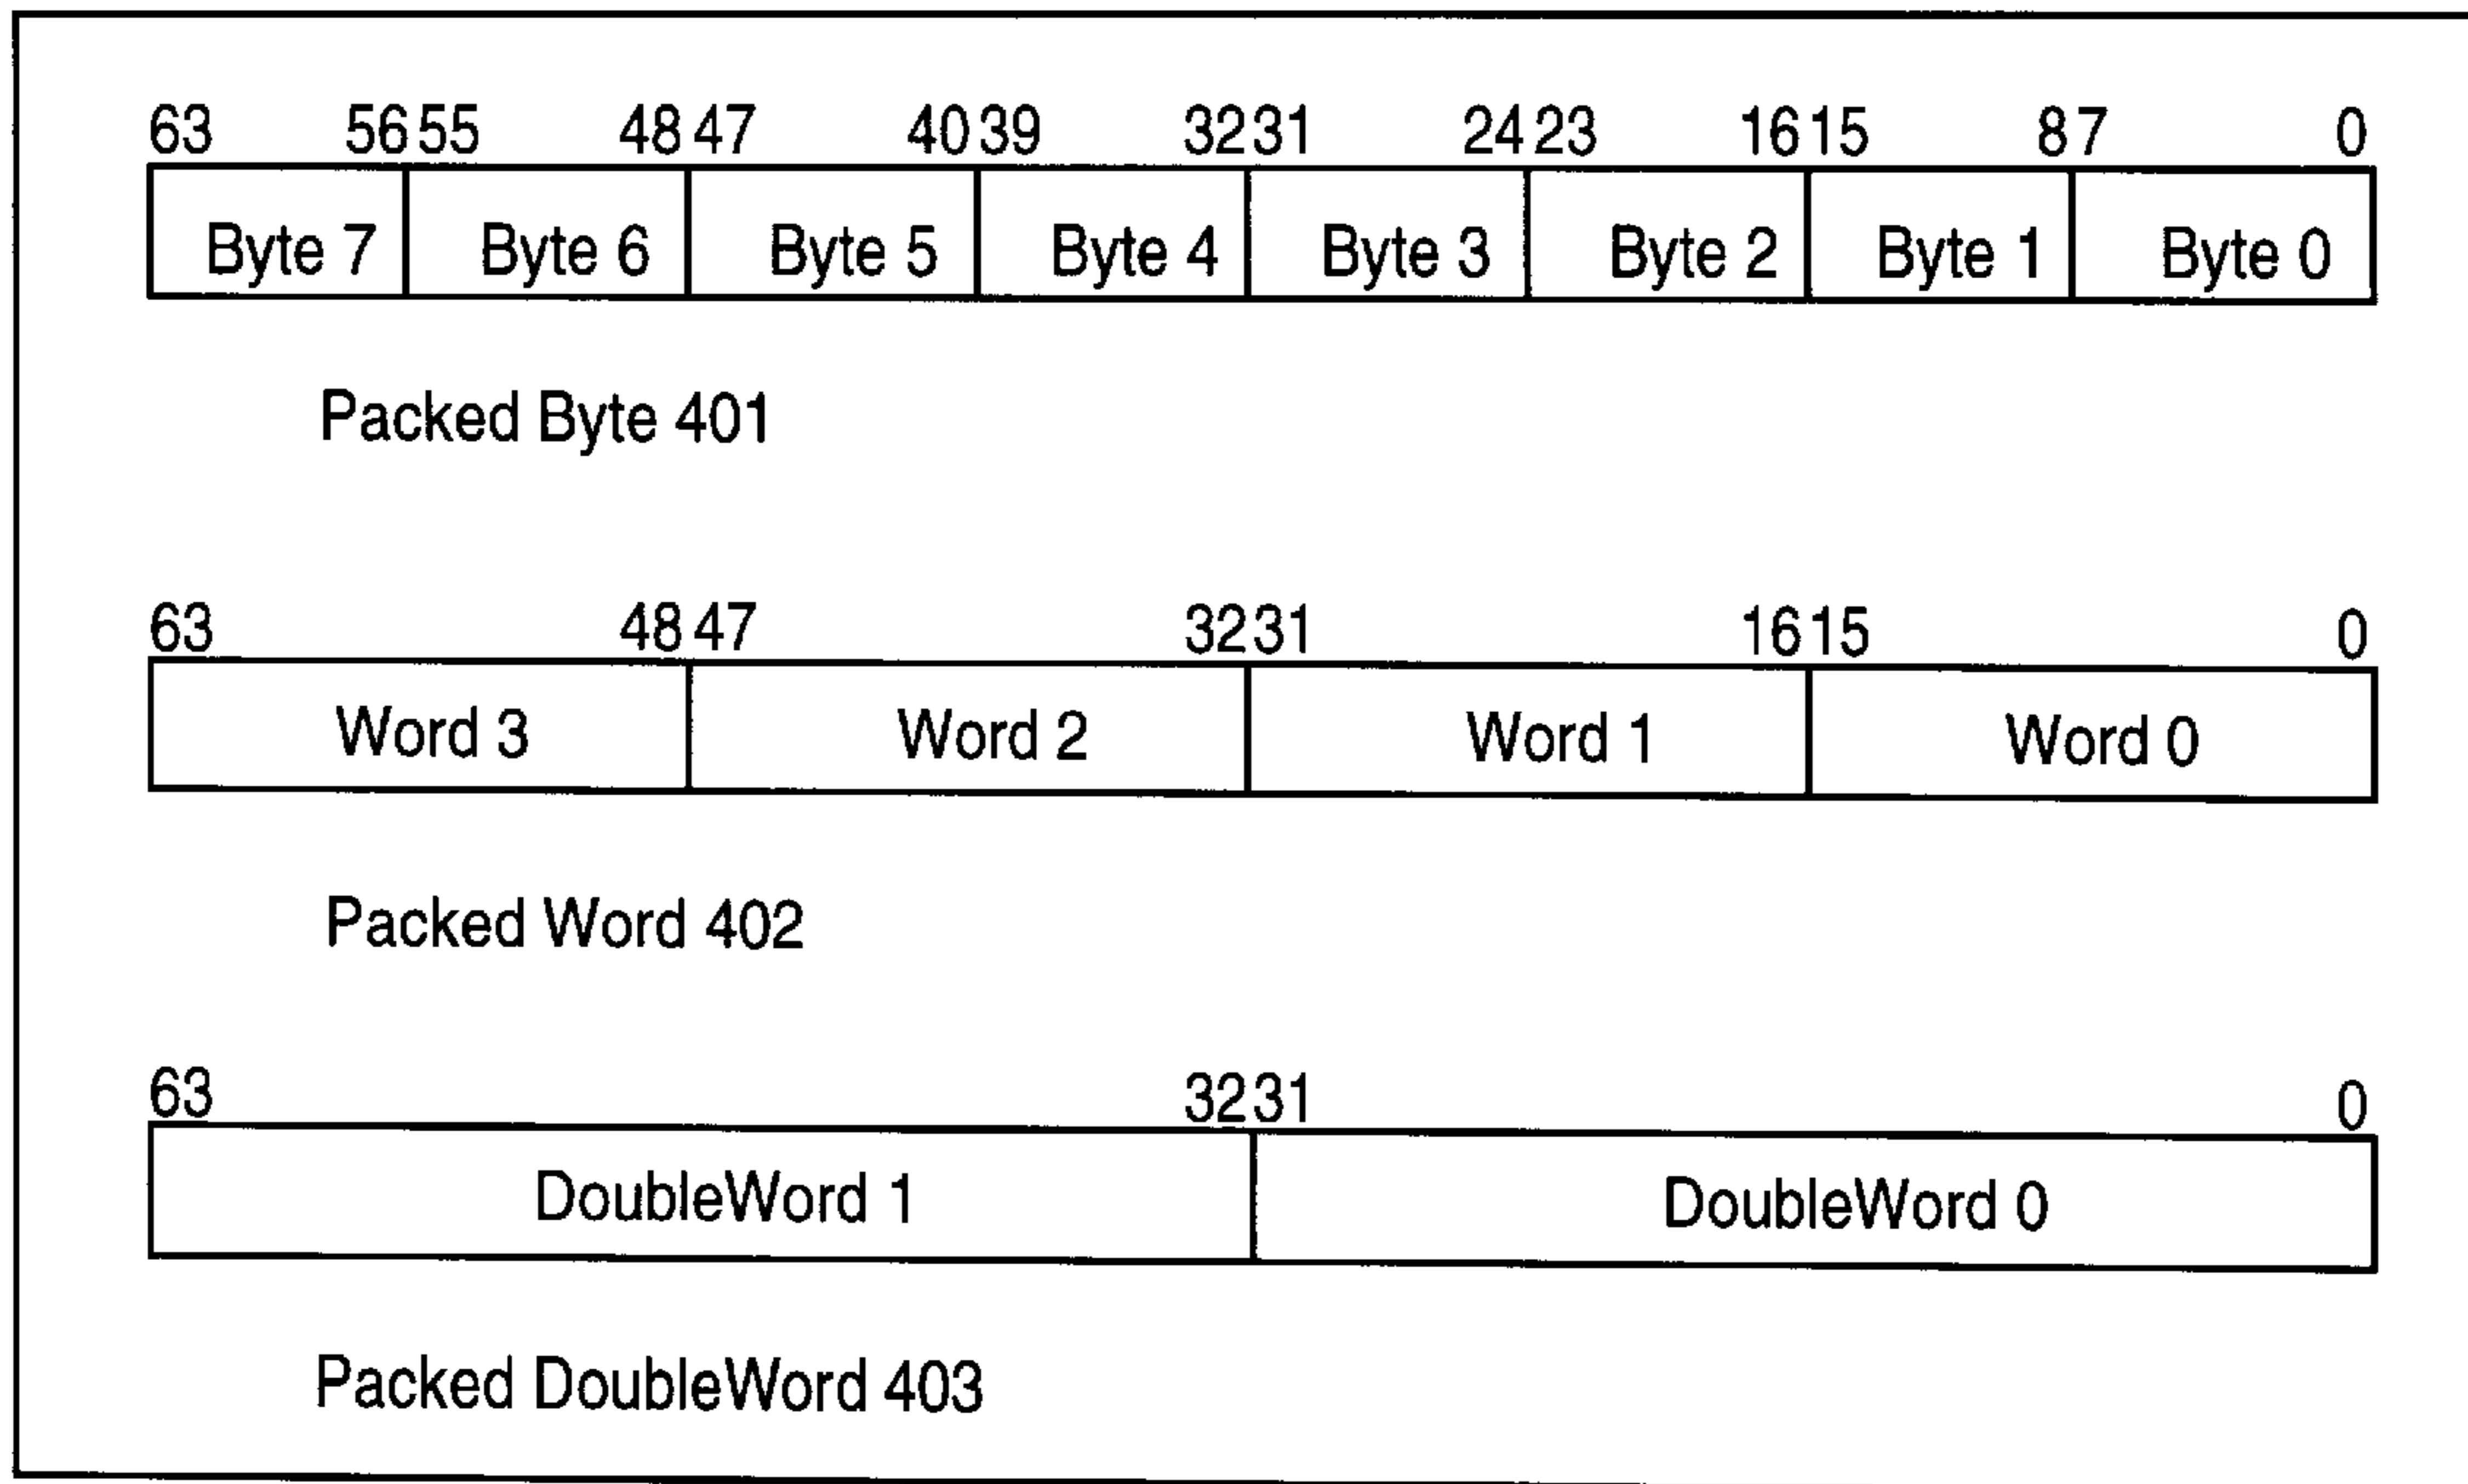 63 56 55 48 47 40 39 32 31 24 23 16 15 8 7 0
Byte 7 Byte 6 Byte 5 Byte 4 Byte 3 Byte 2 Byte 1 Byte 0
Packed Byte 401
63 48 47 32 31 16 15 0
Word 3 Word 2 Word 1 Word 0
Packed Word 402
63 32 31 0
DoubleWord 1 DoubleWord 0
Packed DoubleWord 403